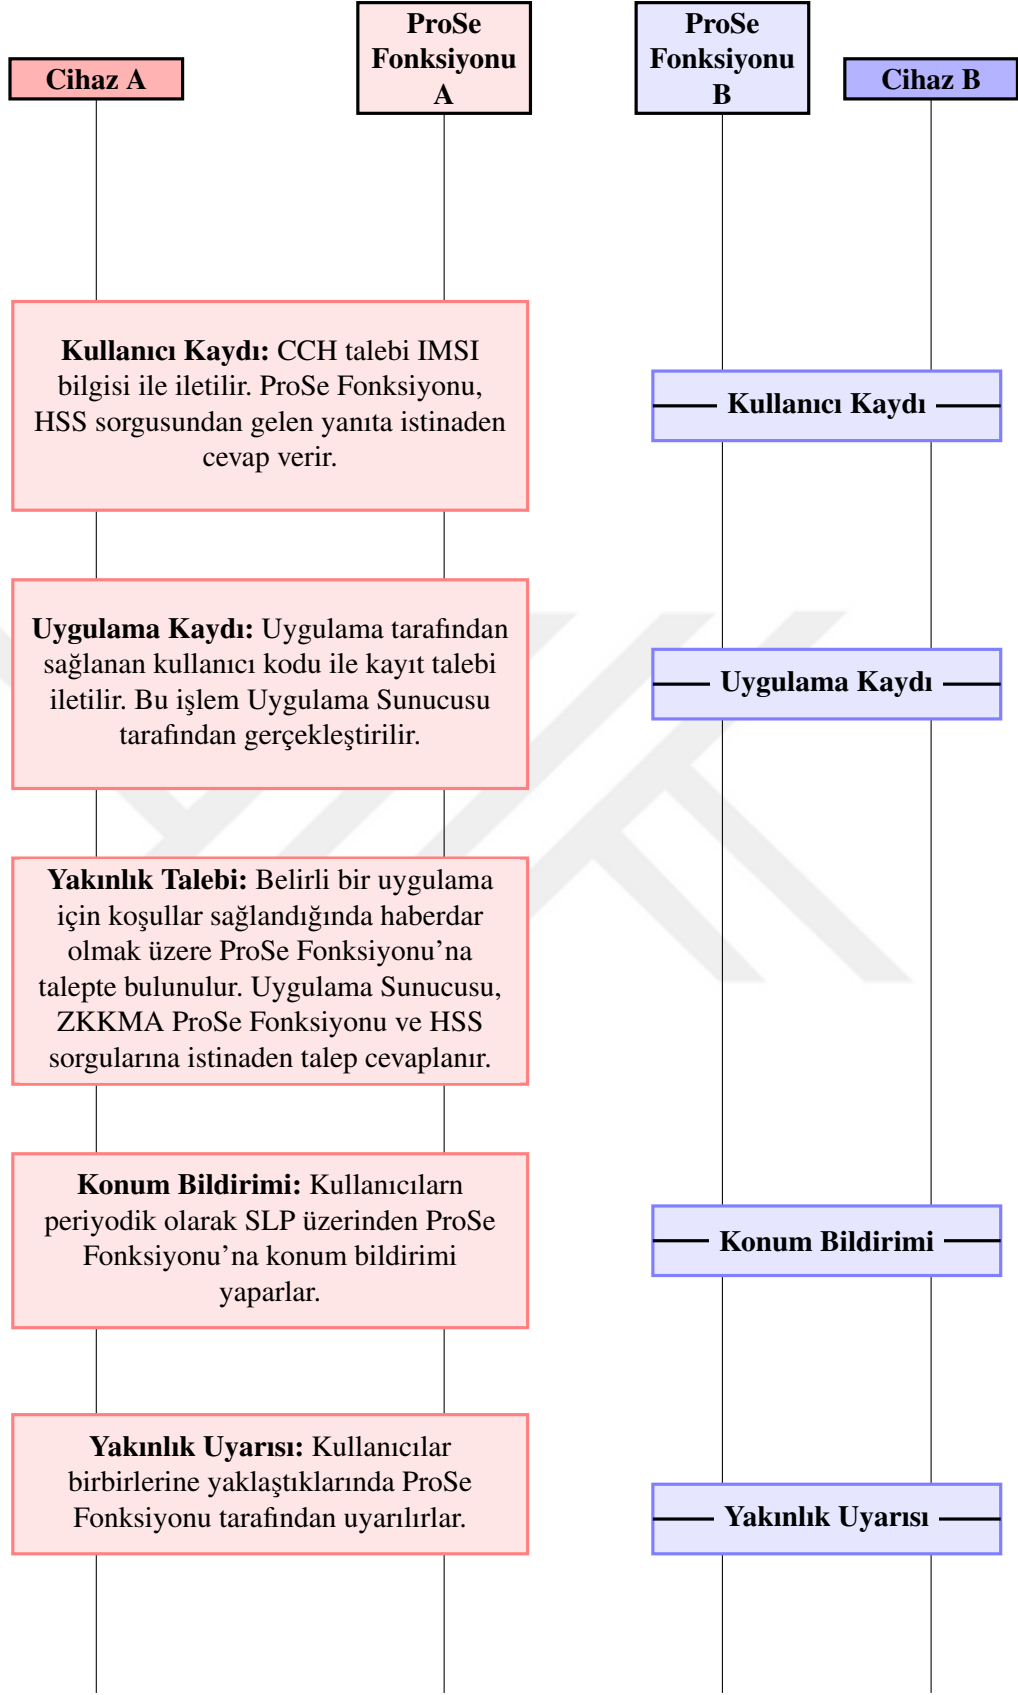 Cihaz A
ProSe
Fonksiyonu
A
ProSe
Fonksiyonu
B
Cihaz B
Kullanıcı Kaydı: CCH talebi IMSI
bilgisi ile iletilir. ProSe Fonksiyonu,
HSS sorgusundan gelen yanıta istinaden
cevap verir.
Kullanıcı Kaydı
Uygulama Kaydı: Uygulama tarafından
sağlanan kullanıcı kodu ile kayıt talebi
iletilir. Bu işlem Uygulama Sunucusu
tarafından gerçekleştirilir.
Uygulama Kaydı
Yakınlık Talebi: Belirli bir uygulama
için koşullar sağlandığında haberdar
olmak üzere ProSe Fonksiyonu’na
talepte bulunulur. Uygulama Sunucusu,
ZKKMA ProSe Fonksiyonu ve HSS
sorgularına istinaden talep cevaplanır.
Konum Bildirimi: Kullanıcılarn
periyodik olarak SLP üzerinden ProSe
Fonksiyonu’na konum bildirimi
yaparlar.
Konum Bildirimi
Yakınlık Uyarısı: Kullanıcılar
birbirlerine yaklaştıklarında ProSe
Fonksiyonu tarafından uyarılırlar.
Yakınlık Uyarısı